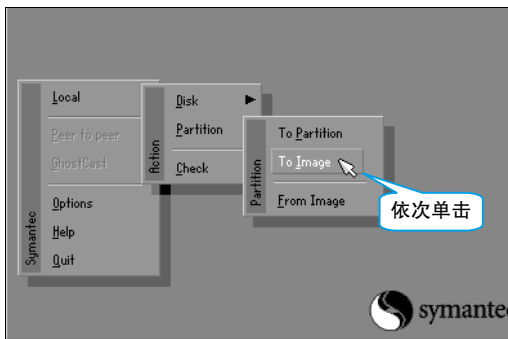 Local
Peer to peer
GhostCast
Options
Help
Quit
Symantec
Disk
Partition
Check
Action
To Partition
To Image
From Image
Partition
依次单击
symantec